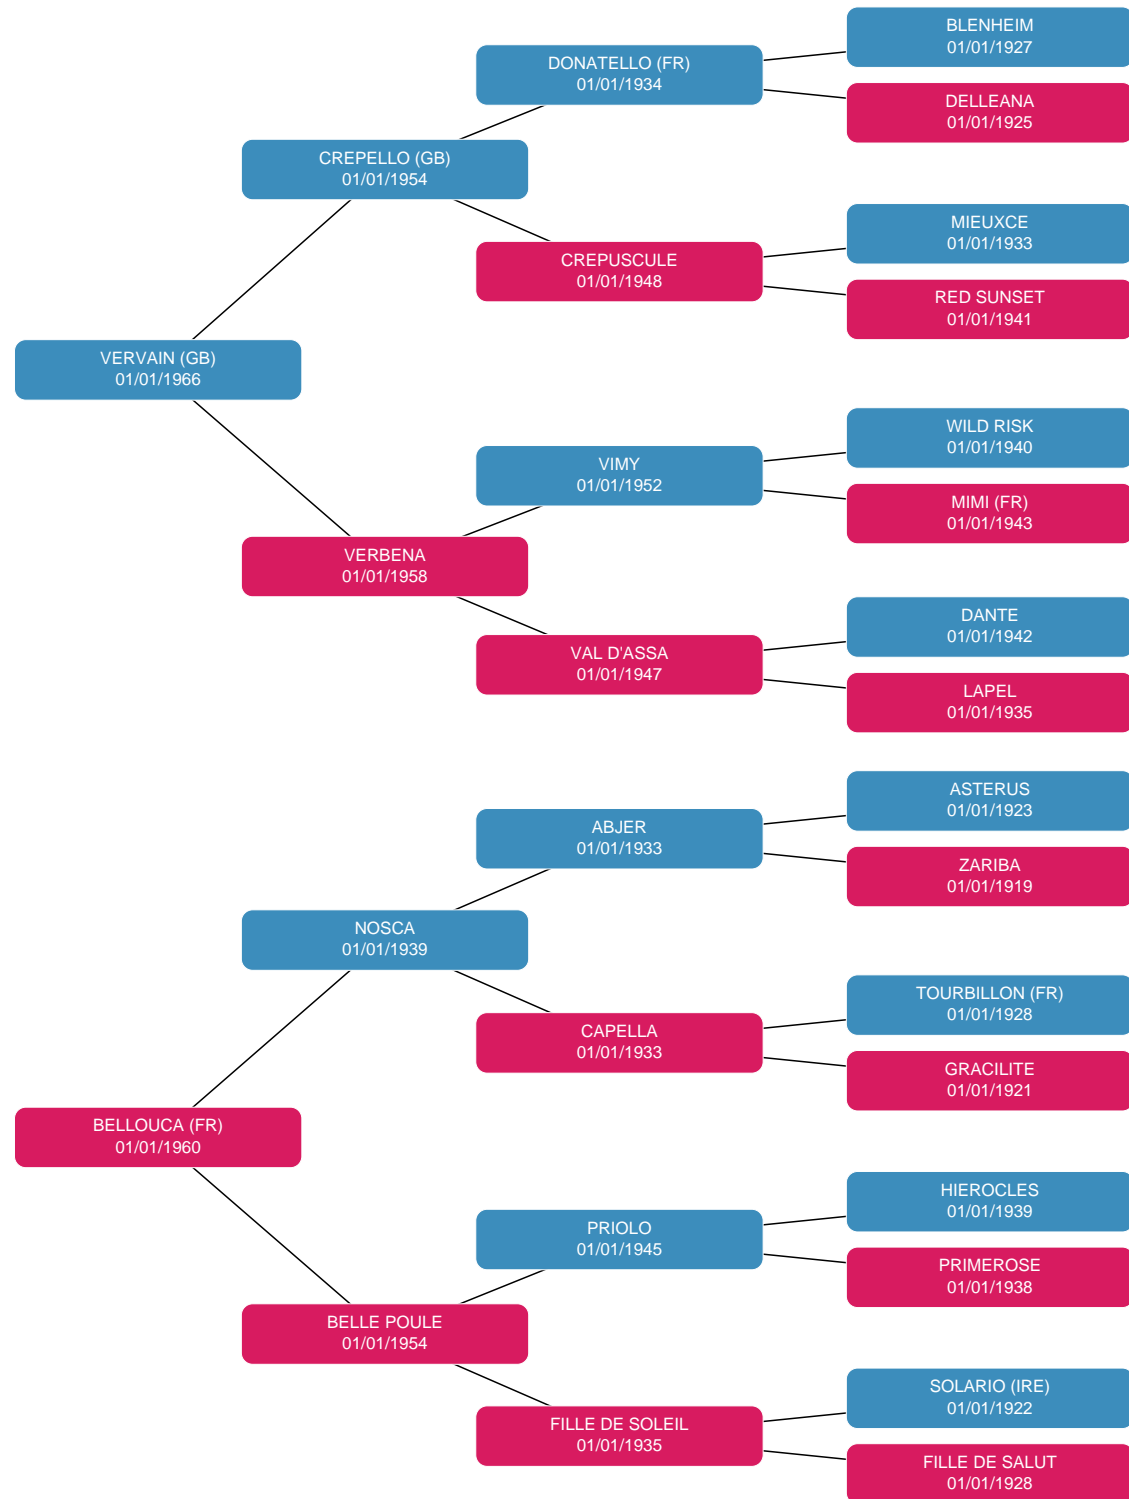 BLENHEIM
01/01/1927
DONATELLO (FR)
01/01/1934
DELLEANA
01/01/1925
CREPELLO (GB)
01/01/1954
MIEUXCE
01/01/1933
CREPUSCULE
01/01/1948
RED SUNSET
01/01/1941
VERVAIN (GB)
01/01/1966
WILD RISK
01/01/1940
VIMY
01/01/1952
MIMI (FR)
01/01/1943
VERBENA
01/01/1958
DANTE
01/01/1942
VAL D'ASSA
01/01/1947
LAPEL
01/01/1935
ASTERUS
01/01/1923
ABJER
01/01/1933
ZARIBA
01/01/1919
NOSCA
01/01/1939
TOURBILLON (FR)
01/01/1928
CAPELLA
01/01/1933
GRACILITE
01/01/1921
BELLOUCA (FR)
01/01/1960
HIEROCLES
01/01/1939
PRIOLO
01/01/1945
PRIMEROSE
01/01/1938
BELLE POULE
01/01/1954
SOLARIO (IRE)
01/01/1922
FILLE DE SOLEIL
01/01/1935
FILLE DE SALUT
01/01/1928